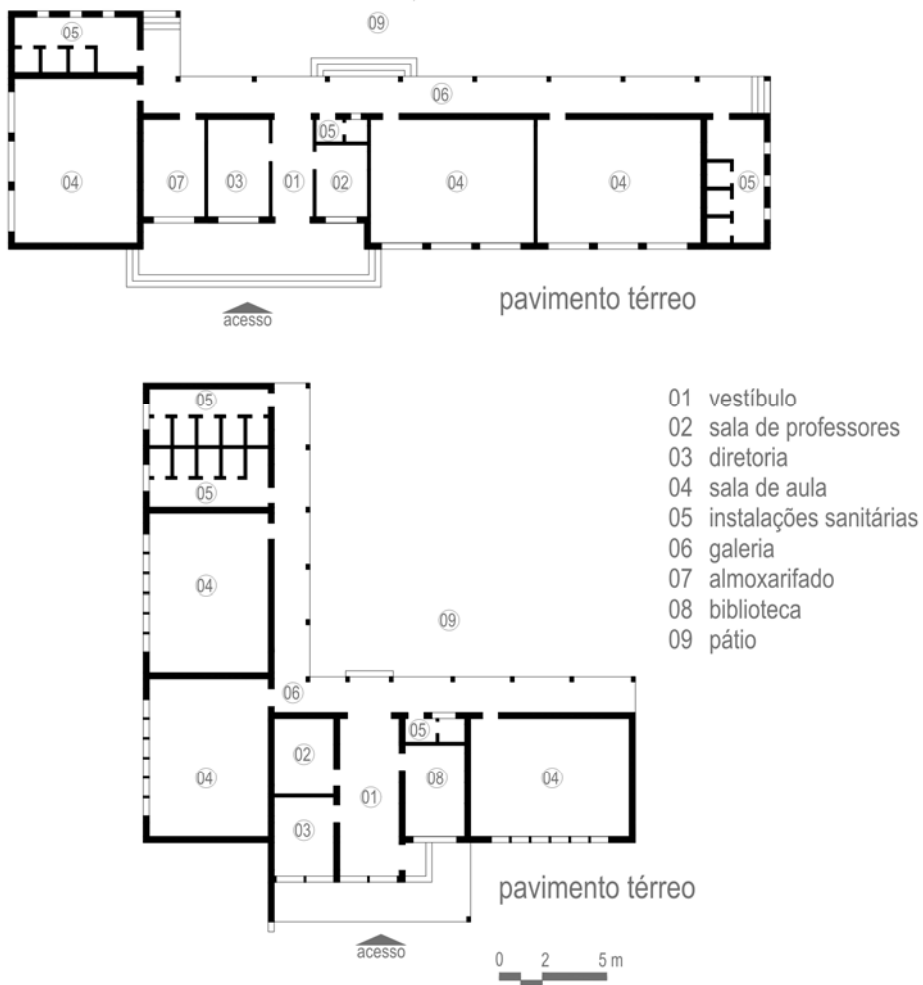 09
05
06
05
04
07
03
01
02
04
04
05
pavimento térreo
acesso
05
05
04
09
06
05
02
08
04
04
01
03
pavimento térreo
acesso
01 vestíbulo
02 sala de professores
03 diretoria
04 sala de aula
05 instalações sanitárias
06 galeria
07 almoxarifado
08 biblioteca
09 pátio
0 2 5 m